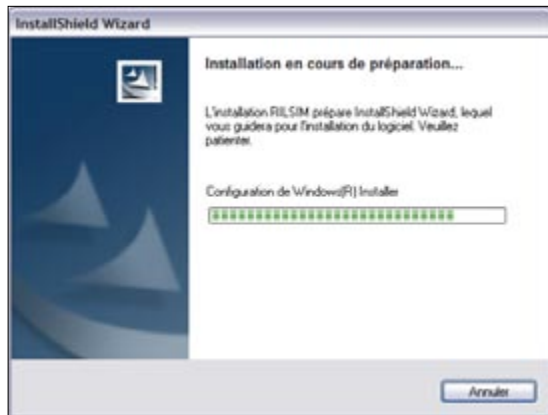 InstallShield Wizard
Installation en cours de préparation...
L'installation RILSIM prépare InstallShield Wizard, lequel
vous guidera pour l'installation du logiciel. Veuillez
patienter.
Configuration de Windows(R) Installer
Annuler